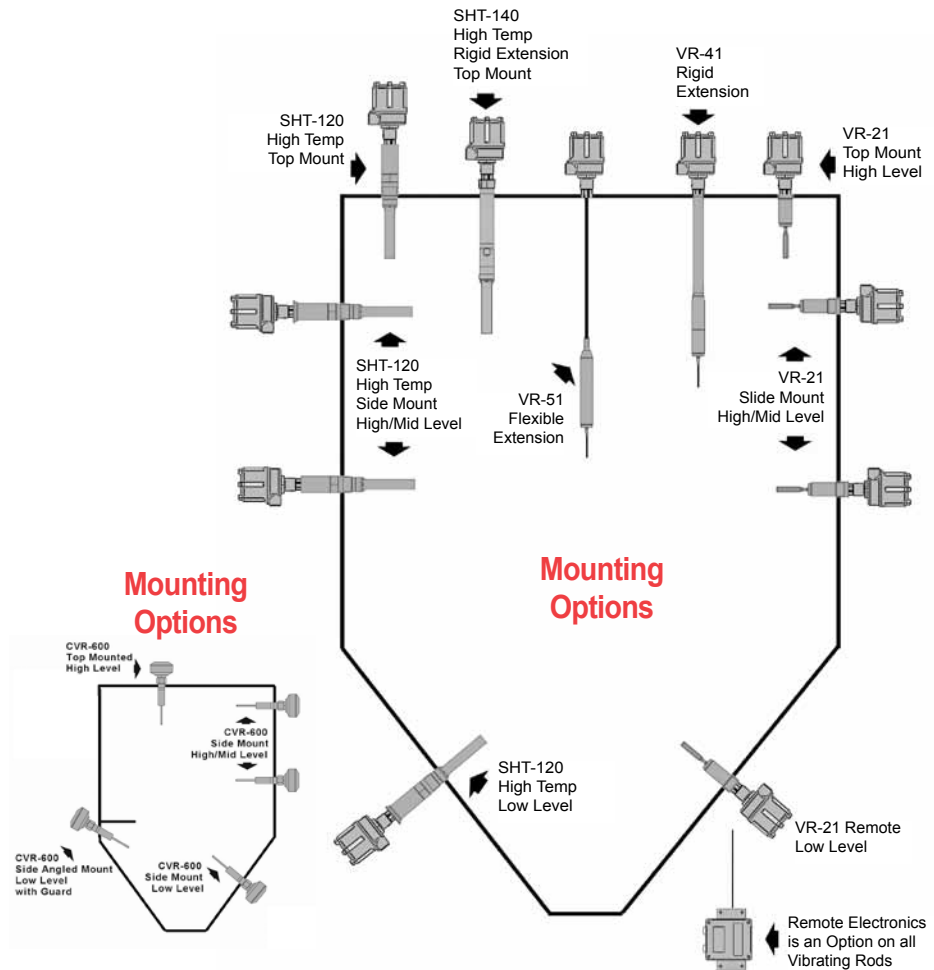 SHT-140
High Temp
Rigid Extension
Top Mount
VR-41
Rigid
Extension
SHT-120
High Temp
Top Mount
VR-21
Top Mount
High Level
SHT-120
High Temp
Side Mount
High/Mid Level
VR-51
Flexible
Extension
VR-21
Slide Mount
High/Mid Level
Mounting
Options
Mounting
Options
CVR-600
Top Mounted
High Level
CVR-600
Side Mount
High/Mid Level
CVR-600
Side Angled Mount
Low Level
with Guard
CVR-600
Side Mount
Low Level
SHT-120
High Temp
Low Level
VR-21 Remote
Low Level
Remote Electronics
is an Option on all
Vibrating Rods